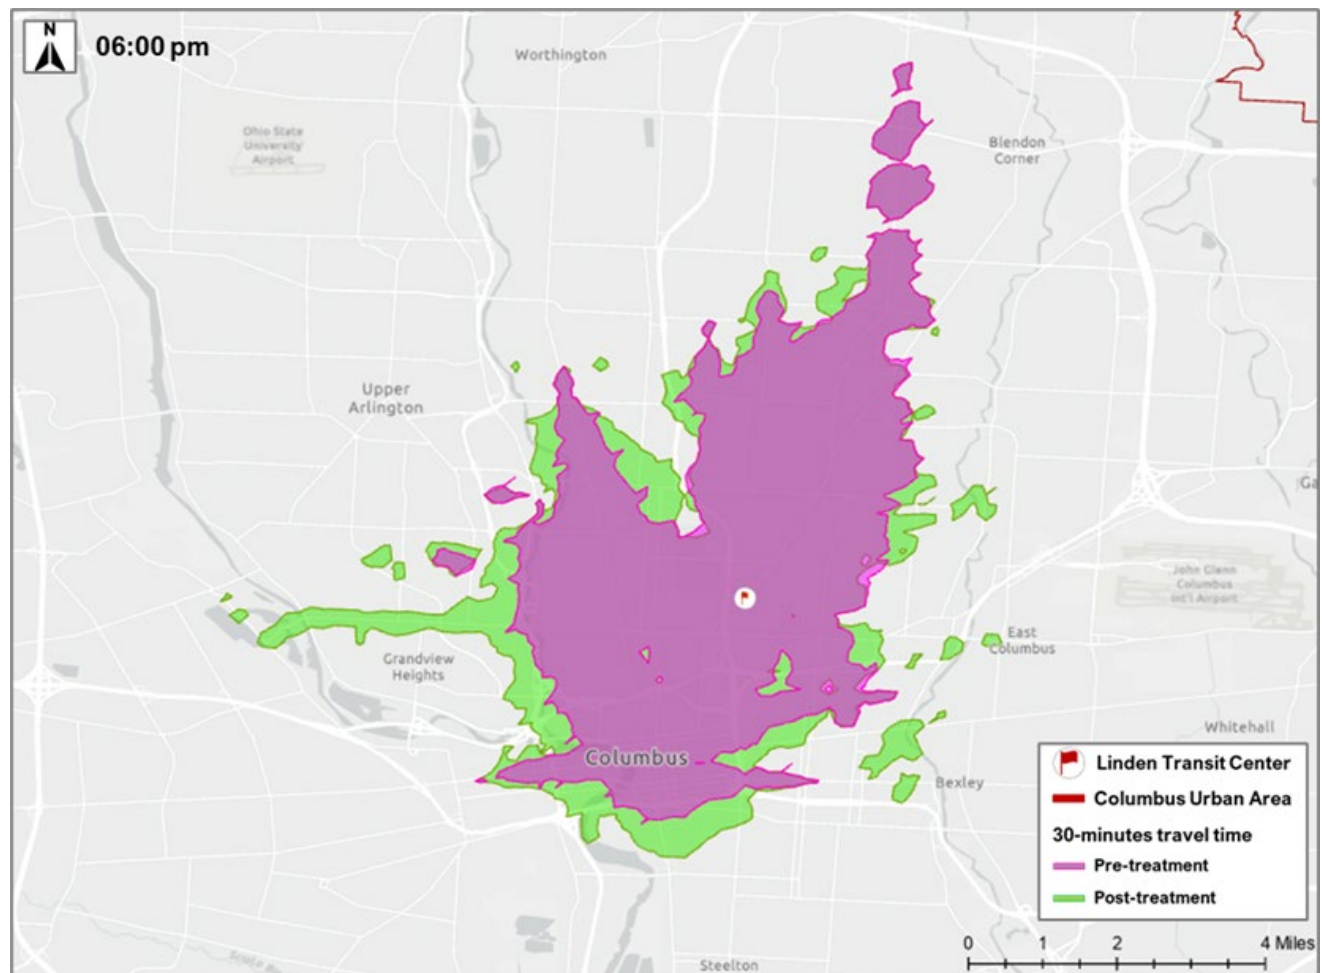 N
06:00 pm
Worthington
Ohio State
University
Airport
Blendon
Corner
Upper
Arlington
Ga
John Glenn
Columbus
Int'l Airport
East
Columbus
Grandview
Heights
Whitehall
Columbus
Bexley
Linden Transit Center
Columbus Urban Area
30-minutes travel time
Pre-treatment
Post-treatment
0 1 2 4 Miles
Steelton